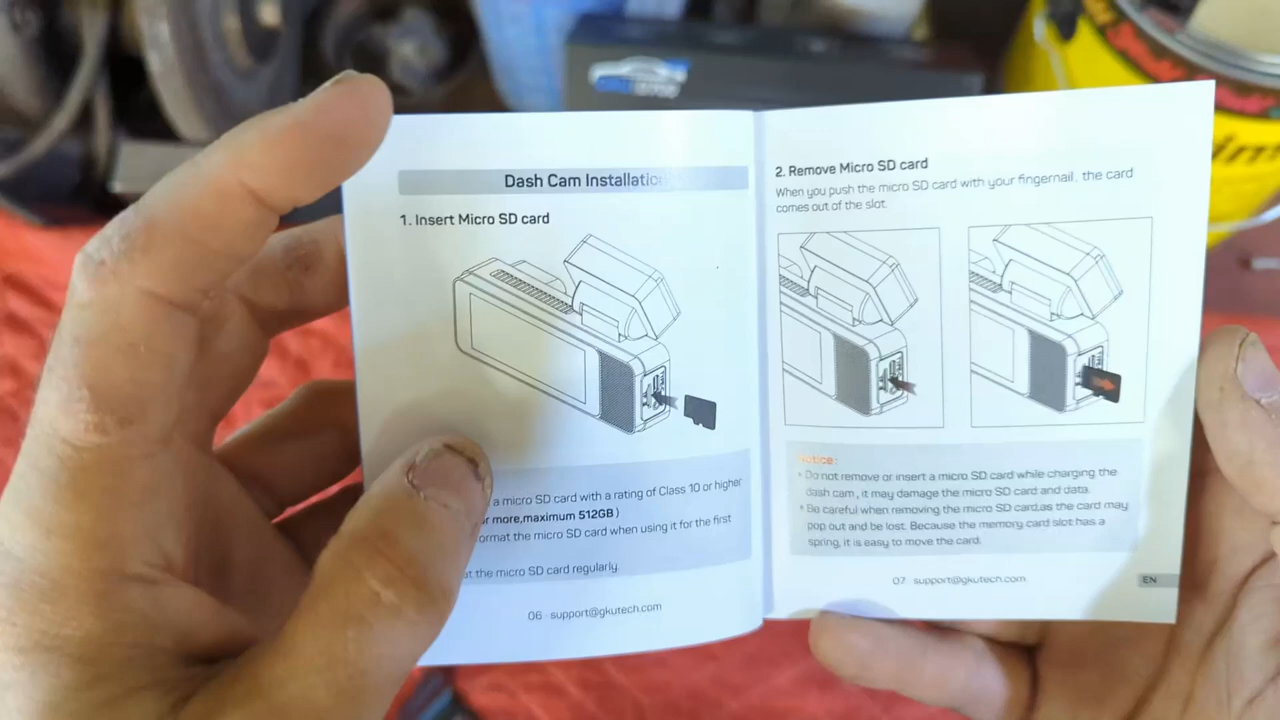 Dash Cam Installatio
1. Insert Micro SD card
a micro SD card with a rating of Class 10 or higher
r more,maximum 512GB)
ormat the micro SD card when using it for the first
at the micro SD card regularly.
06 support@gkutech.com
2. Remove Micro SD card
When you push the micro SD card with your fingernail, the card
comes out of the slot.
Notice:
• Do not remove or insert a micro SD card while charging the
dash cam, it may damage the micro SD card and data.
• Be careful when removing the micro SD card,as the card may
pop out and be lost. Because the memory card slot has a
spring, it is easy to move the card.
07 support@gkutech.com
EN